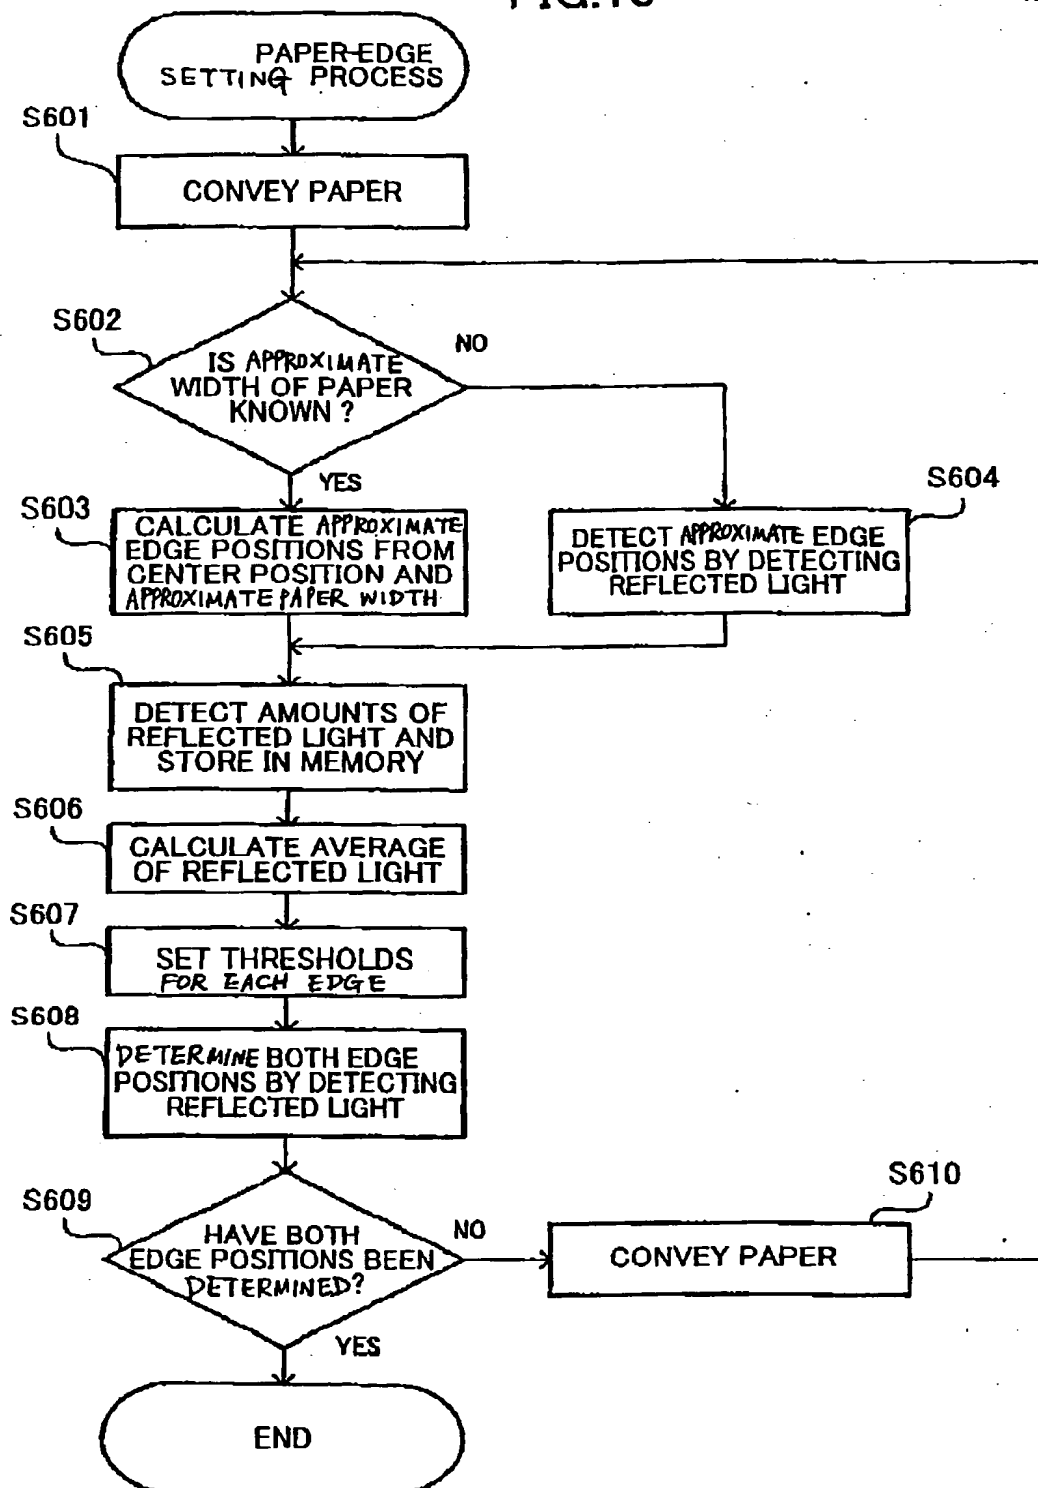 PAPER-EDGE
SETTING PROCESS
S601
CONVEY PAPER
S602
IS APPROXIMATE
WIDTH OF PAPER
KNOWN ?
NO
YES
S603
CALCULATE APPROXIMATE
EDGE POSITIONS FROM
CENTER POSITION AND
APPROXIMATE PAPER WIDTH
S604
DETECT APPROXIMATE EDGE
POSITIONS BY DETECTING
REFLECTED LIGHT
S605
DETECT AMOUNTS OF
REFLECTED LIGHT AND
STORE IN MEMORY
S606
CALCULATE AVERAGE
OF REFLECTED LIGHT
S607
SET THRESHOLDS
FOR EACH EDGE
S608
DETERMINE BOTH EDGE
POSITIONS BY DETECTING
REFLECTED LIGHT
S609
HAVE BOTH
EDGE POSITIONS BEEN
DETERMINED?
NO
S610
CONVEY PAPER
YES
END